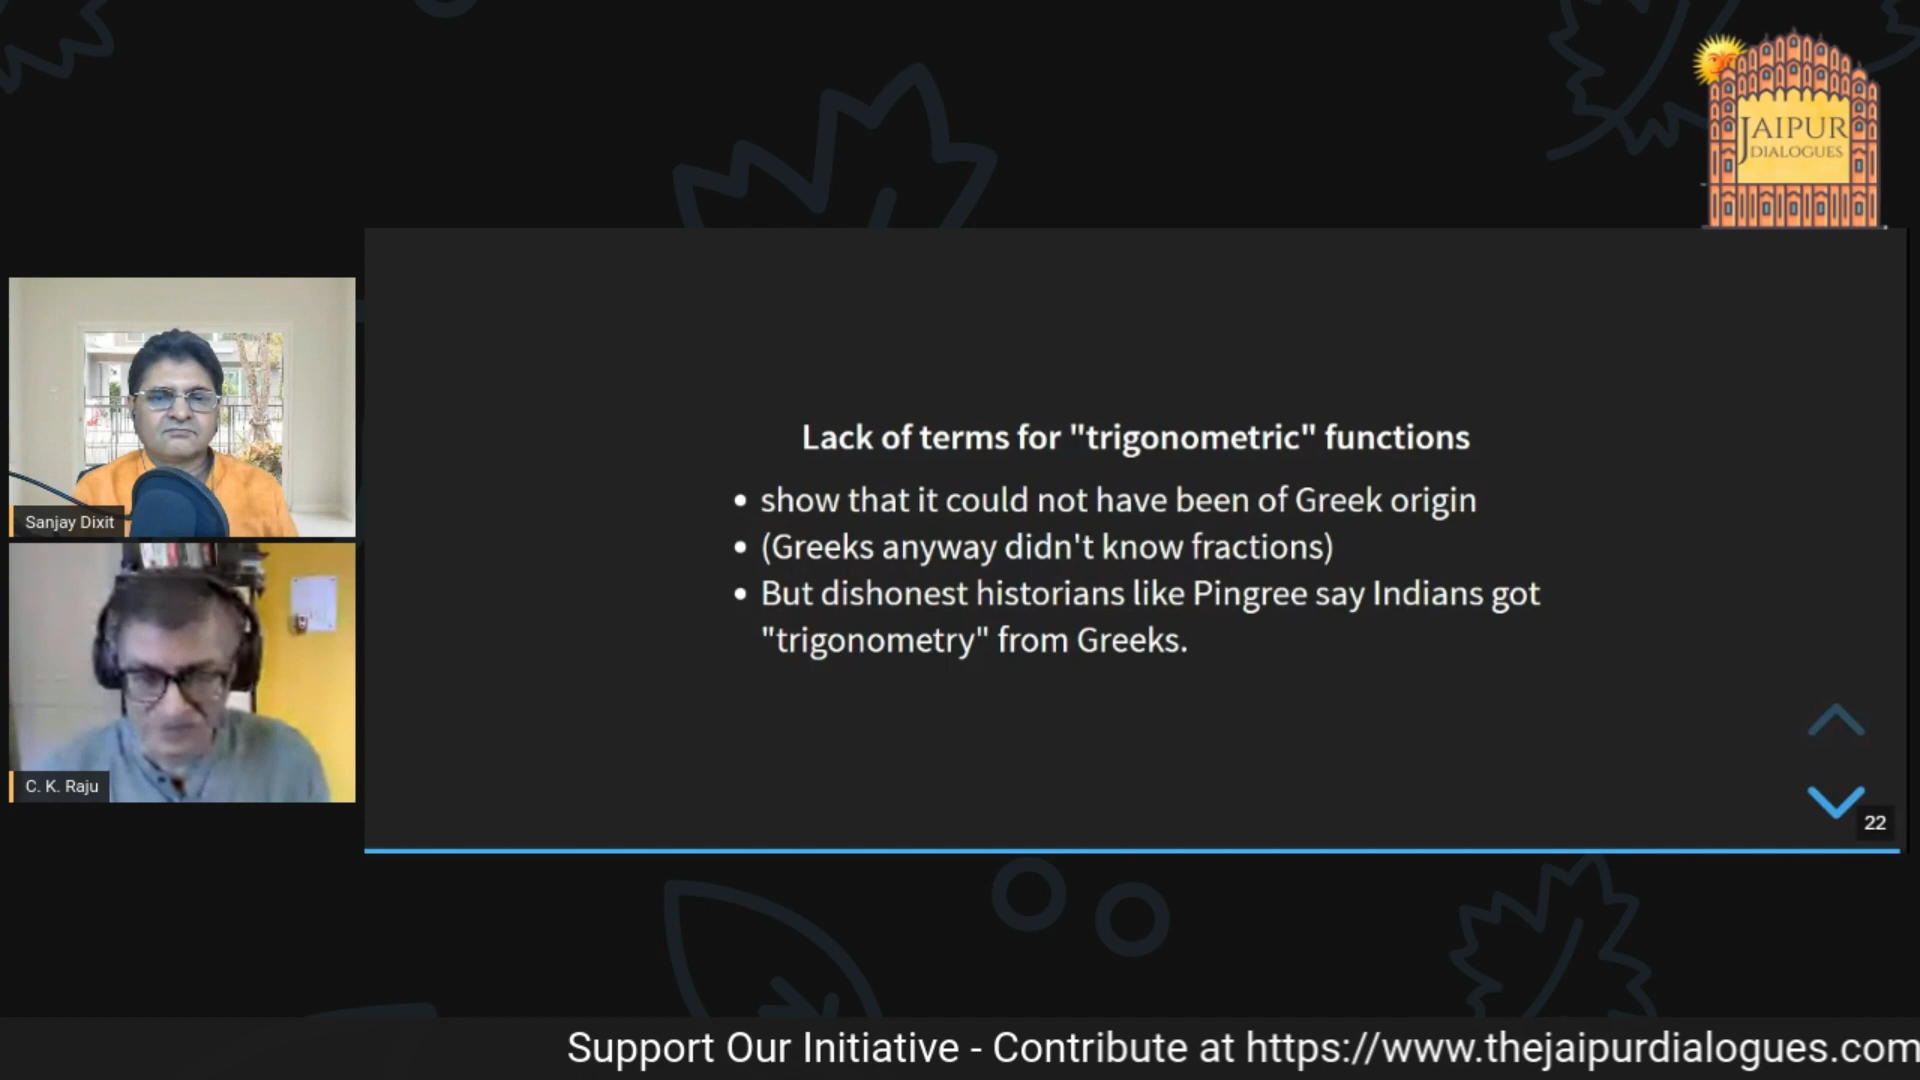 JAIPUR
DIALOGUES
Sanjay Dixit
C. K. Raju
Lack of terms for "trigonometric" functions
• show that it could not have been of Greek origin
• (Greeks anyway didn't know fractions)
• But dishonest historians like Pingree say Indians got
"trigonometry" from Greeks.
22
Support Our Initiative - Contribute at https://www.thejaipurdialogues.com